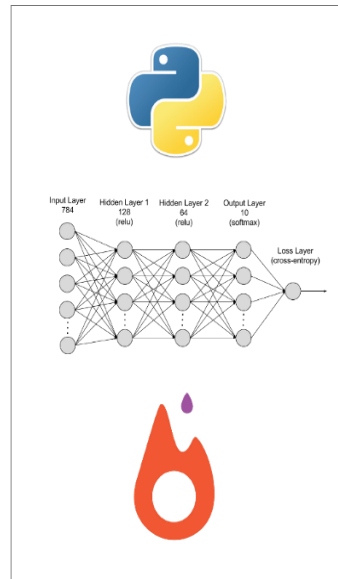 Input Layer
784
Hidden Layer 1
128
(relu)
Hidden Layer 2
64
(relu)
Output Layer
10
(softmax)
Loss Layer
(cross-entropy)